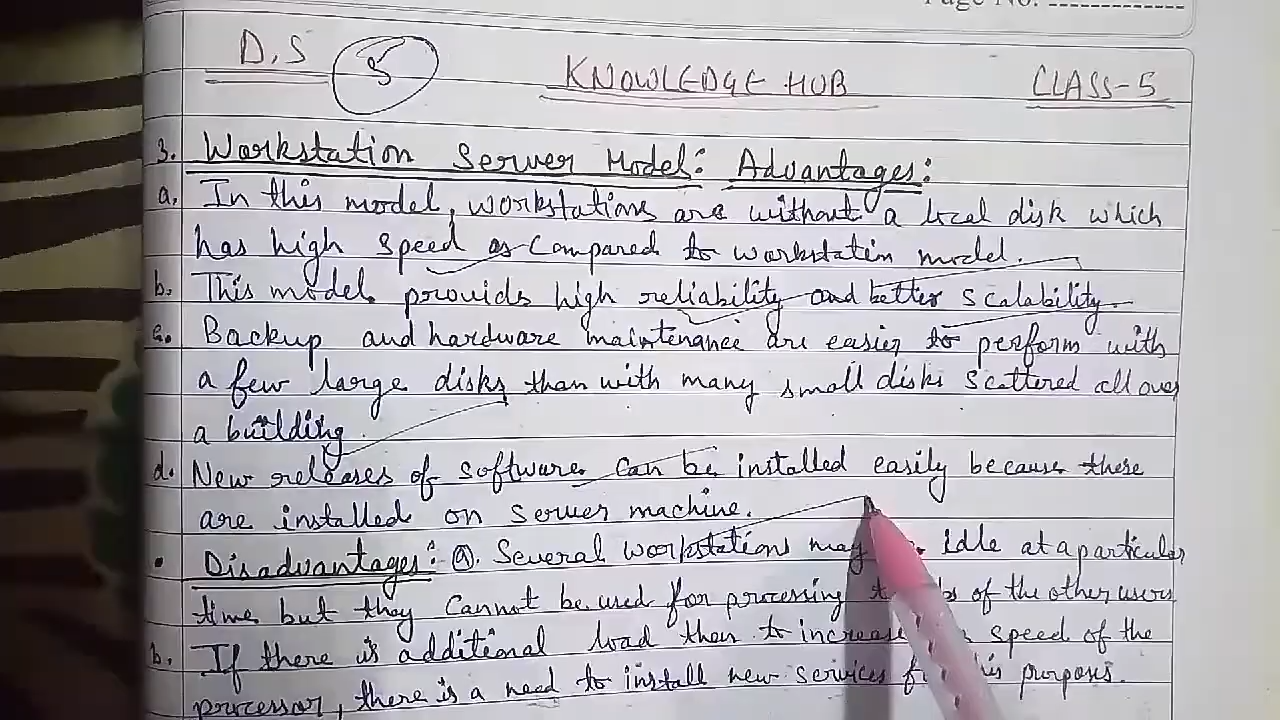 Page No.
D.S 5 KNOWLEDGE HUB CLASS-5
3. Workstation Server Model: Advantages:
a. In this model, workstations are without a local disk which
has high speed as compared to workstation model.
b. This model provids high reliability and better scalability.
c. Backup and hardware maintenance are easier to perform with
a few large disks than with many small disks scattered all over
a building.
d. New releases of software can be installed easily because these
are installed on server machine.
• Disadvantages: (a). Several workstations may Idle at a particular
time but they cannot be used for processing of the other users
b. If there is additional load then to increase speed of the
processor, there is a need to install new services purpose.